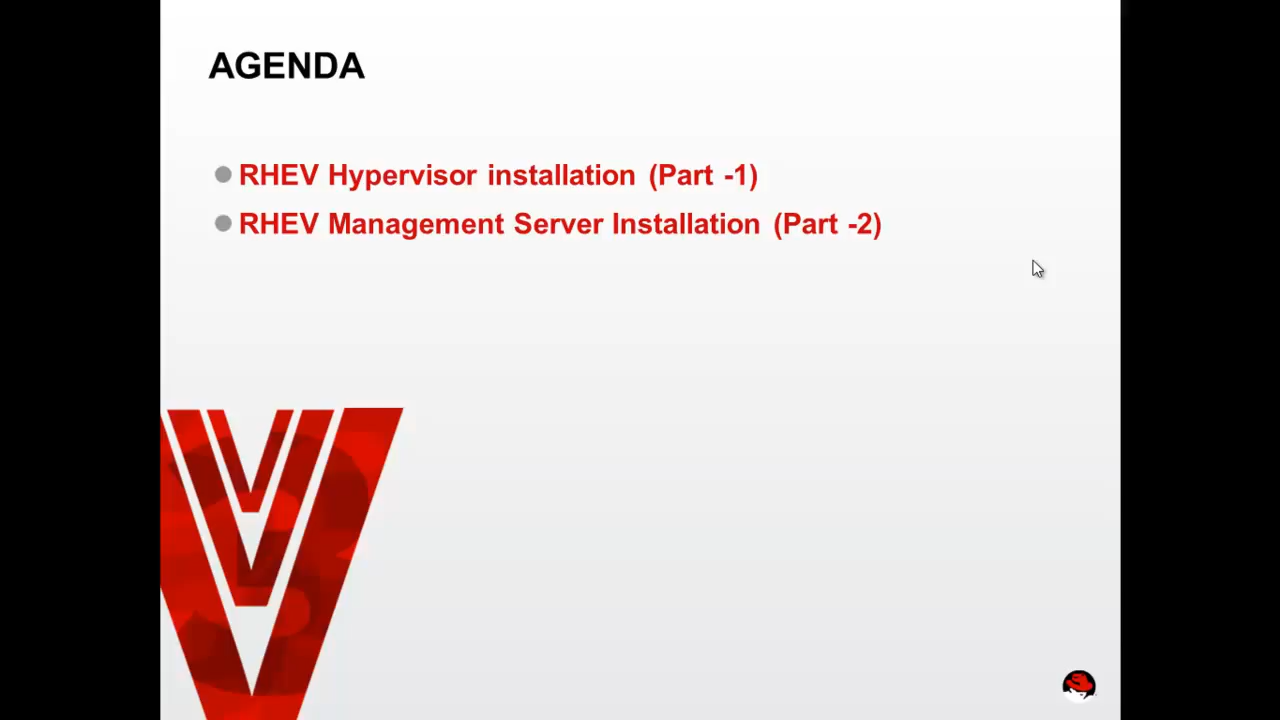 AGENDA
RHEV Hypervisor installation (Part -1)
RHEV Management Server Installation (Part -2)